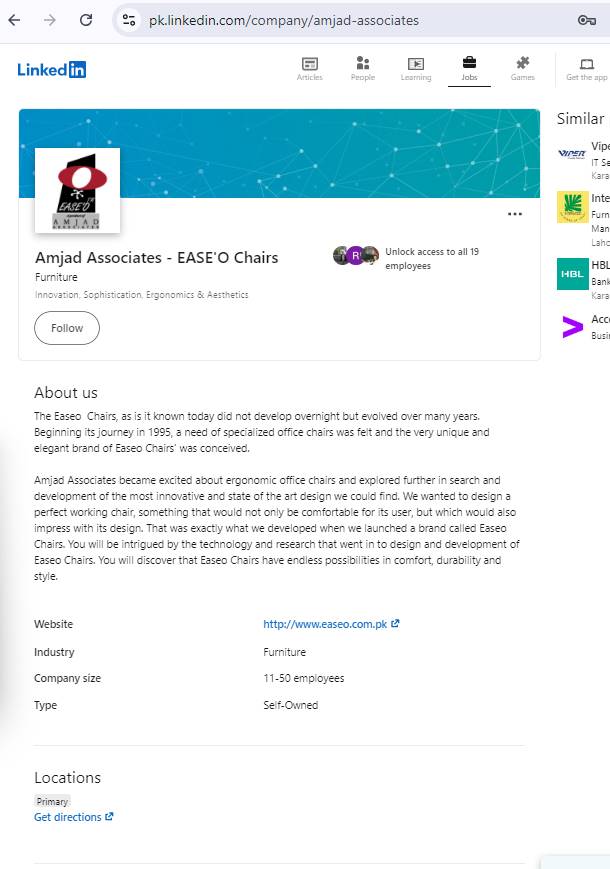 pk.linkedin.com/company/amjad-associates
LinkedIn
Articles
People
Learning
Jobs
Games
Get the app
EASE'O
A product of
AMJAD
ASSOCIATES
Amjad Associates - EASE'O Chairs
Furniture
Innovation, Sophistication, Ergonomics & Aesthetics
Unlock access to all 19
employees
Follow
About us
The Easeo Chairs, as is it known today did not develop overnight but evolved over many years.
Beginning its journey in 1995, a need of specialized office chairs was felt and the very unique and
elegant brand of Easeo Chairs' was conceived.
Amjad Associates became excited about ergonomic office chairs and explored further in search and
development of the most innovative and state of the art design we could find. We wanted to design a
perfect working chair, something that would not only be comfortable for its user, but which would also
impress with its design. That was exactly what we developed when we launched a brand called Easeo
Chairs. You will be intrigued by the technology and research that went in to design and development of
Easeo Chairs. You will discover that Easeo Chairs have endless possibilities in comfort, durability and
style.
Website
http://www.easeo.com.pk
Industry
Furniture
Company size
11-50 employees
Type
Self-Owned
Locations
Primary
Get directions
Similar
VIPER
Vipe
IT Se
Kara
Inte
Furn
Man
Laho
HBL
HBL
Bank
Kara
Acc
Busi